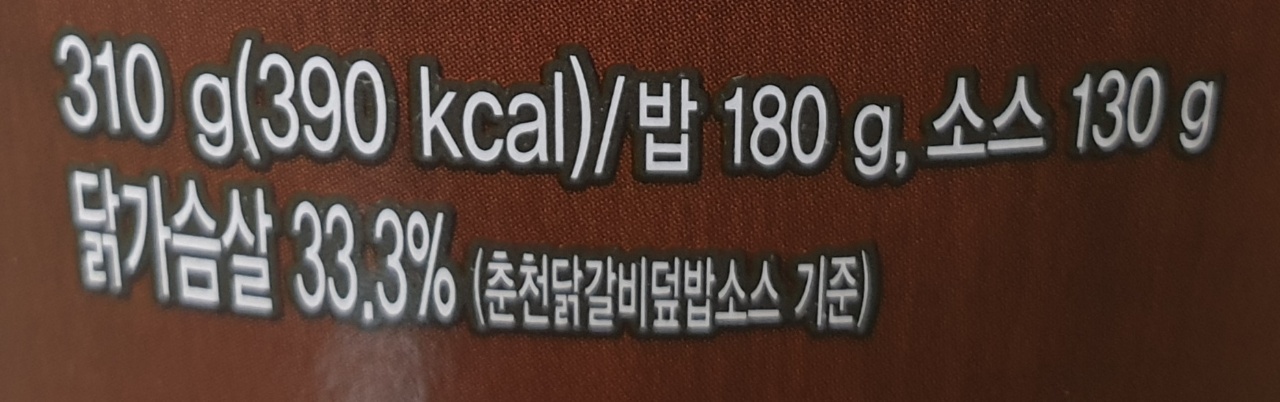 310 g(390 kcal)/밥 180 g, 소스 130 g
닭가슴살 33.3% (춘천닭갈비덮밥소스 기준)